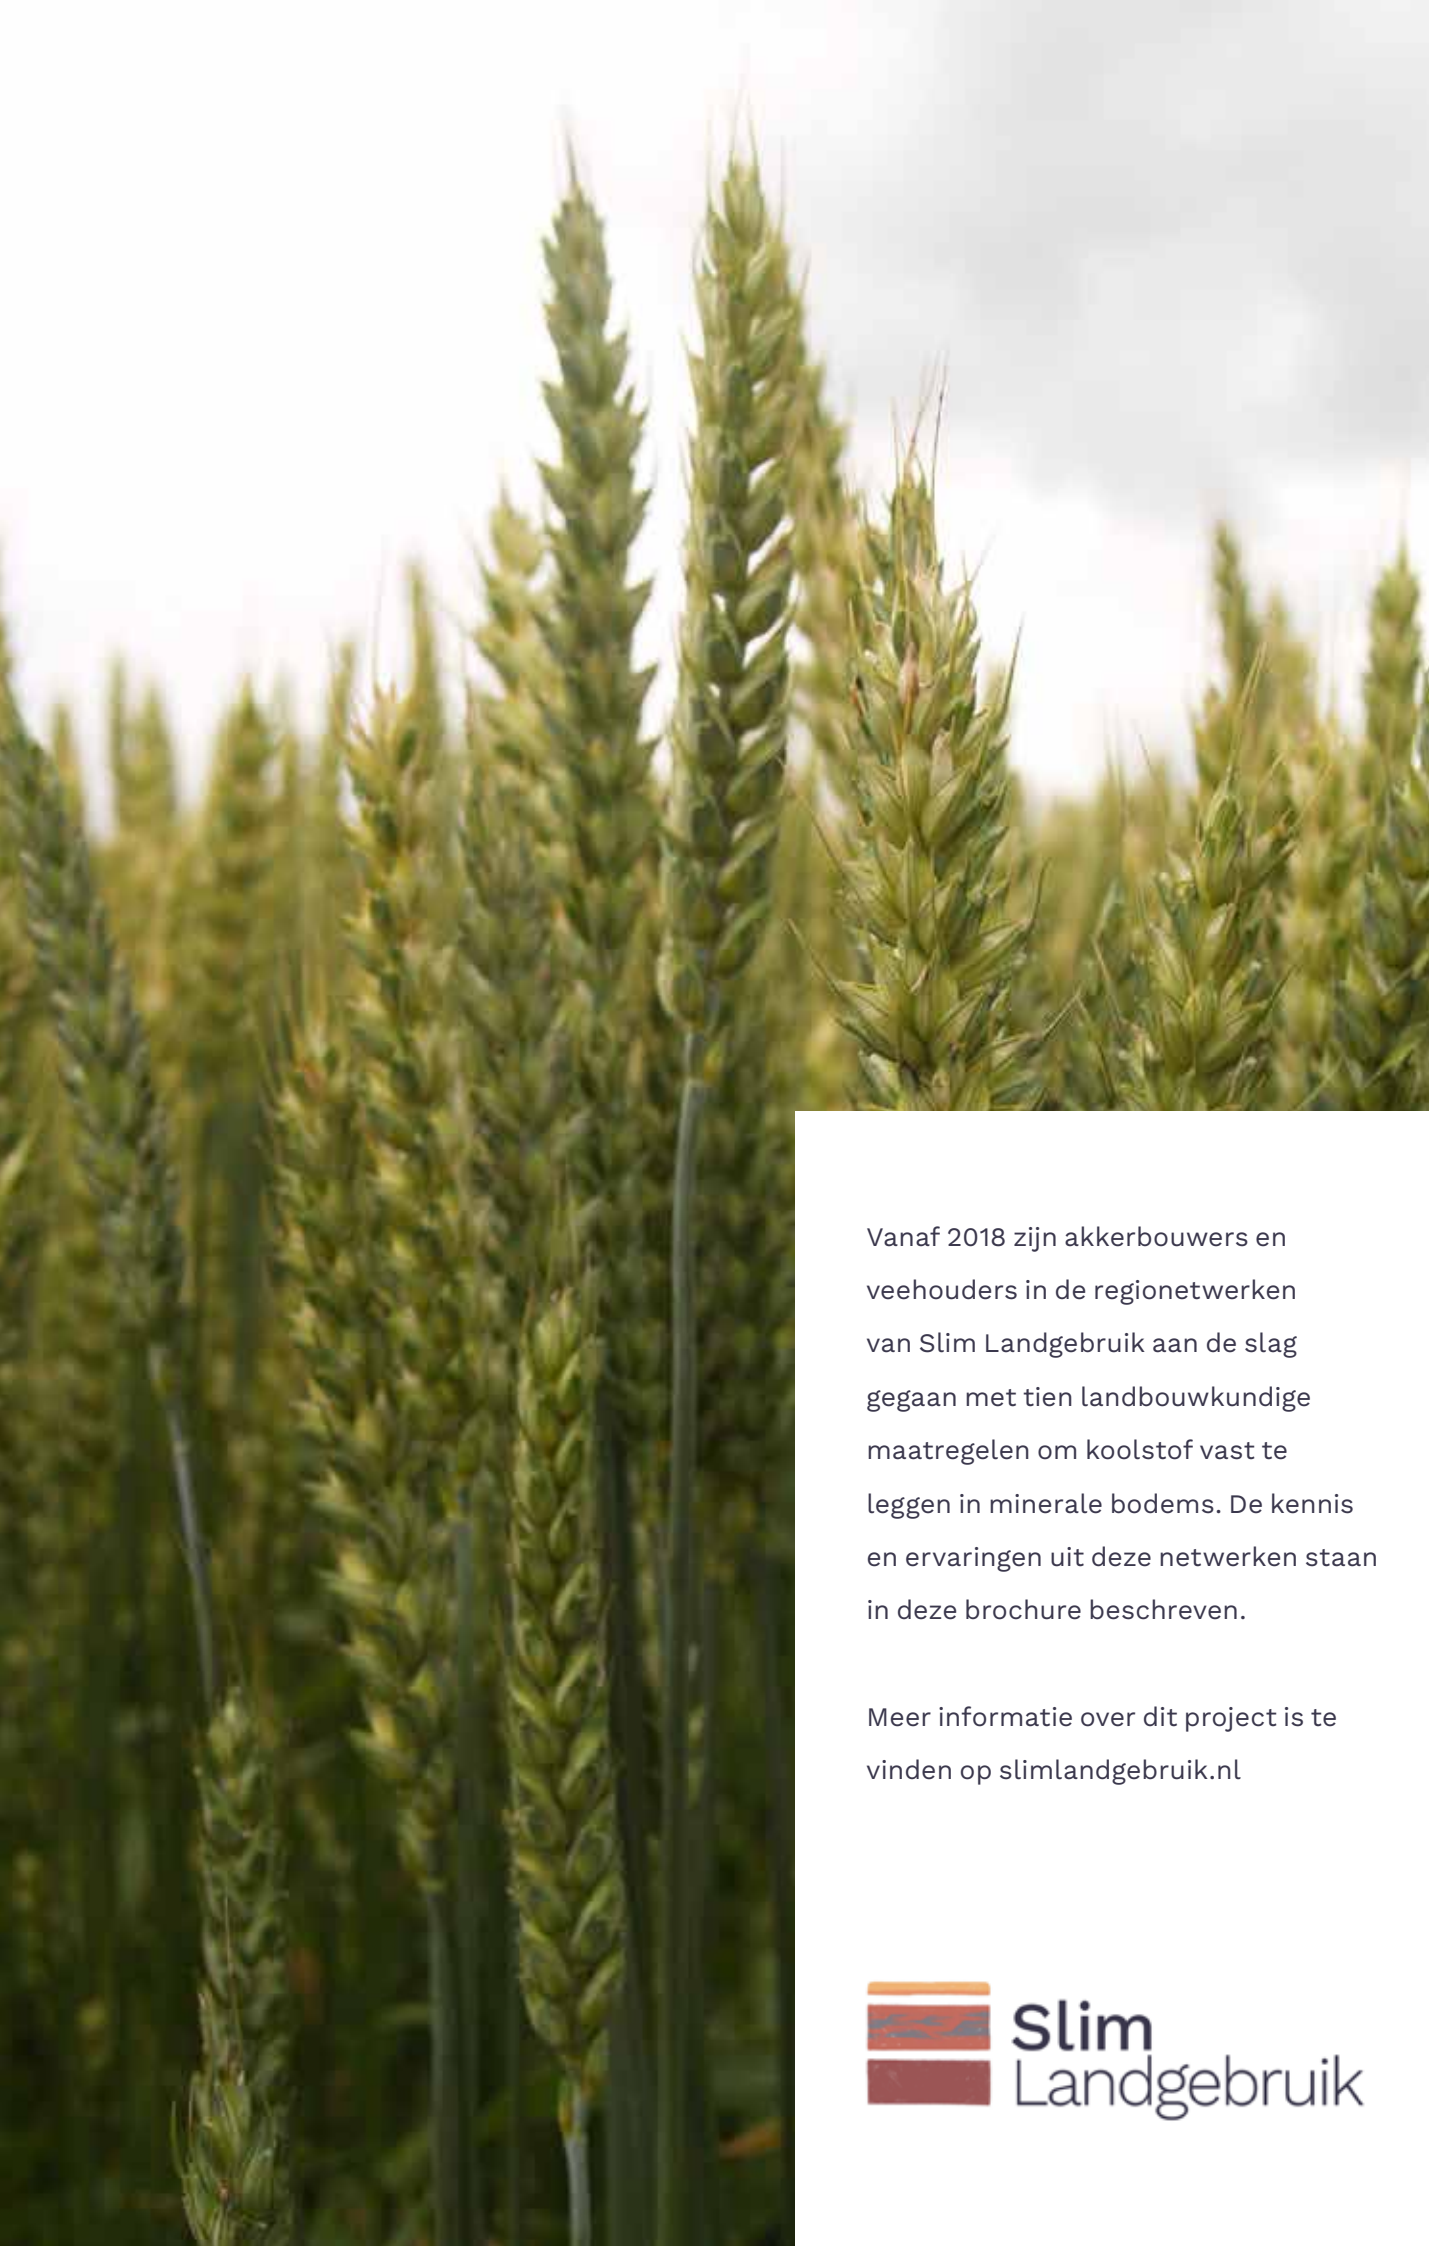 Vanaf 2018 zijn akkerbouwers en
veehouders in de regionetwerken
van Slim Landgebruik aan de slag
gegaan met tien landbouwkundige
maatregelen om koolstof vast te
leggen in minerale bodems. De kennis
en ervaringen uit deze netwerken staan
in deze brochure beschreven.
Meer informatie over dit project is te
vinden op slimlandgebruik.nl
Slim
Landgebruik